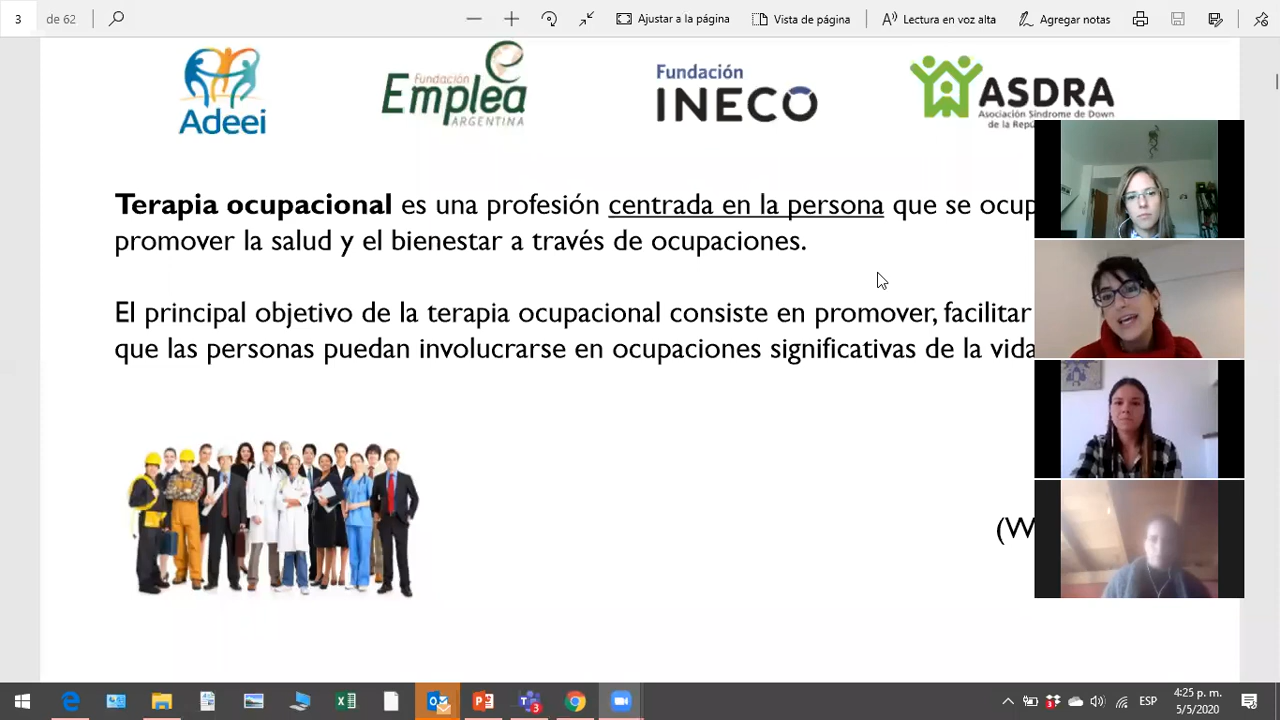 3 de 62 Ajustar a la página Vista de página Lectura en voz alta Agregar notas
Adeei
Fundación
Emplea
ARGENTINA
Fundación
INECO
ASDRA
Asociación Síndrome de Down
de la
Terapia ocupacional es una profesión centrada en la persona que se
promover la salud y el bienestar a través de ocupaciones.
El principal objetivo de la terapia ocupacional consiste en promover, facilitar
que las personas puedan involucrarse en ocupaciones significativas de la vida
(W
ESP
4:25 p. m.
5/5/2020
3
3